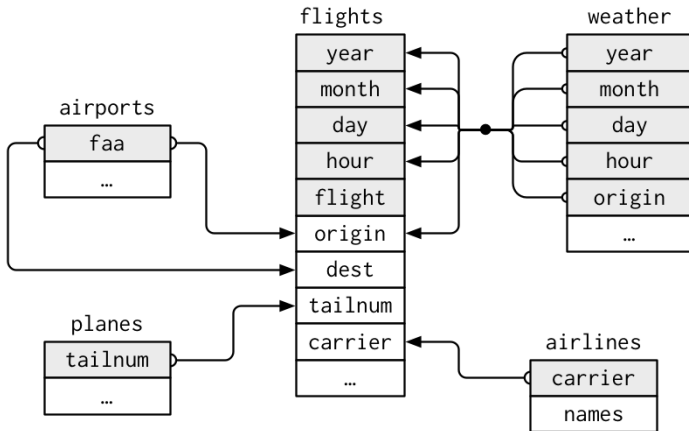 flights
year
month
day
hour
flight
origin
dest
tailnum
carrier
…
weather
year
month
day
hour
origin
…
airports
faa
…
planes
tailnum
…
airlines
carrier
names